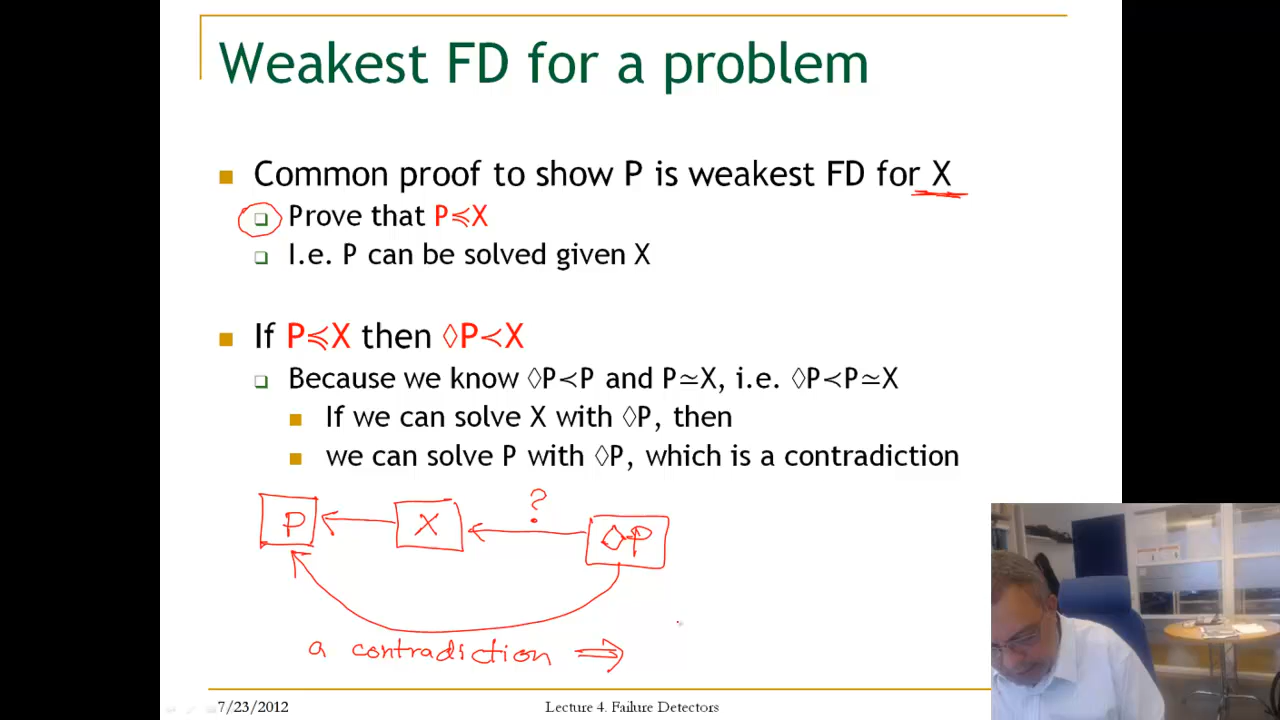 Weakest FD for a problem
Common proof to show P is weakest FD for X
Prove that P≼X
I.e. P can be solved given X
If P≼X then ◊P≺X
Because we know ◊P≺P and P≃X, i.e. ◊P≺P≃X
If we can solve X with ◊P, then
we can solve P with ◊P, which is a contradiction
?
P X ◊P
a contradiction ⇒
7/23/2012 Lecture 4. Failure Detectors